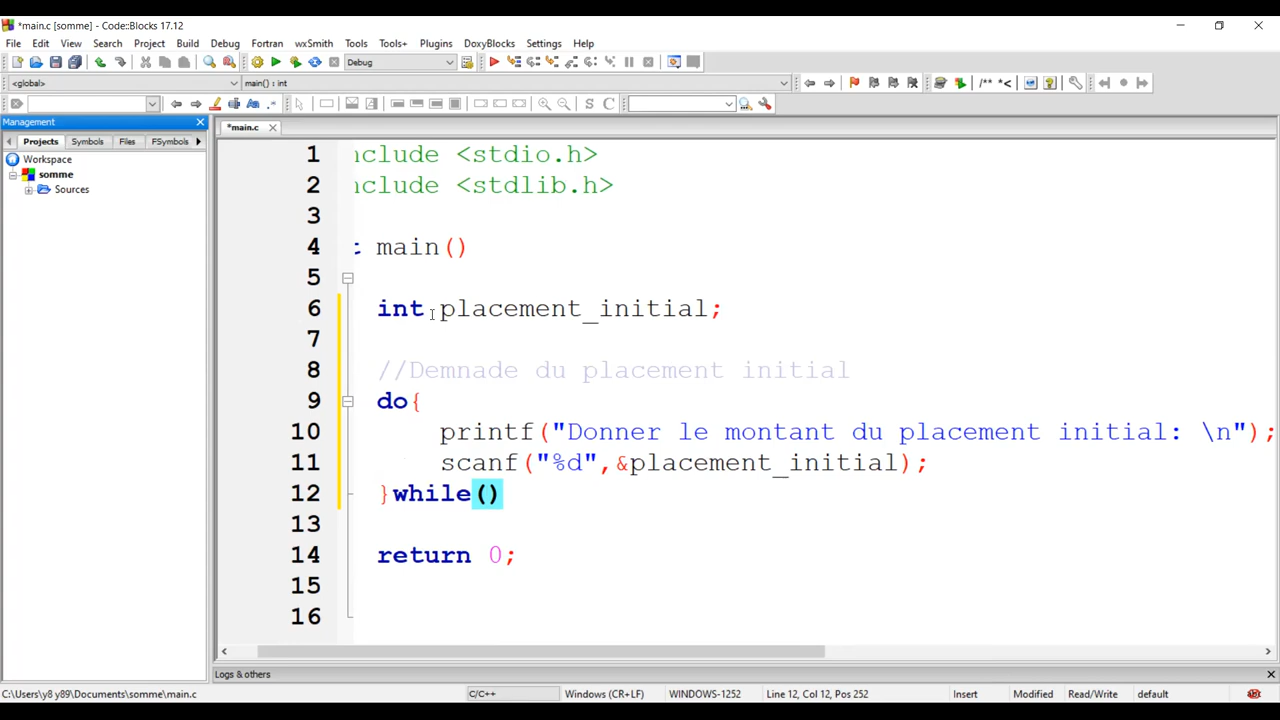 *main.c [somme] - Code::Blocks 17.12
File Edit View Search Project Build Debug Fortran wxSmith Tools Tools+ Plugins DoxyBlocks Settings Help
Debug
<global> main() : int
/** *<
S C
Management *main.c
Projects Symbols Files FSymbols
Workspace
somme
Sources
1 nclude <stdio.h>
2 nclude <stdlib.h>
3
4 t main()
5
6 int placement_initial;
7
8 //Demnade du placement initial
9 do{
10 printf("Donner le montant du placement initial: \n");
11 scanf("%d",&placement_initial);
12 }while()
13
14 return 0;
15
16
Logs & others
C:\Users\y8 y89\Documents\somme\main.c C/C++ Windows (CR+LF) WINDOWS-1252 Line 12, Col 12, Pos 252 Insert Modified Read/Write default